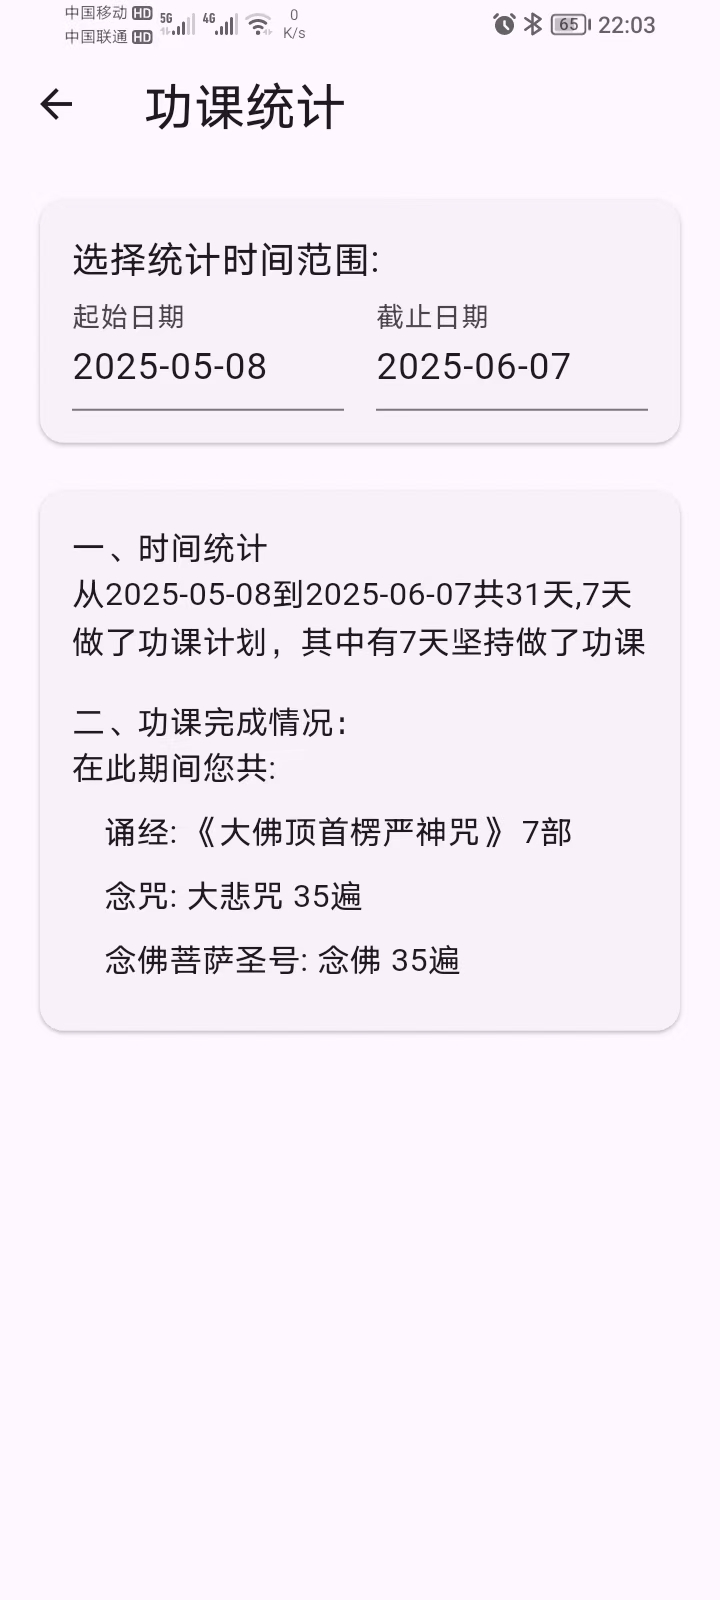 中国移动 HD 5G 4G 0 65 22:03
中国联通 HD K/s
功课统计
选择统计时间范围:
起始日期 截止日期
2025-05-08 2025-06-07
一、时间统计
从2025-05-08到2025-06-07共31天,7天
做了功课计划，其中有7天坚持做了功课
二、功课完成情况：
在此期间您共:
诵经:《大佛顶首楞严神咒》 7部
念咒: 大悲咒 35遍
念佛菩萨圣号: 念佛 35遍